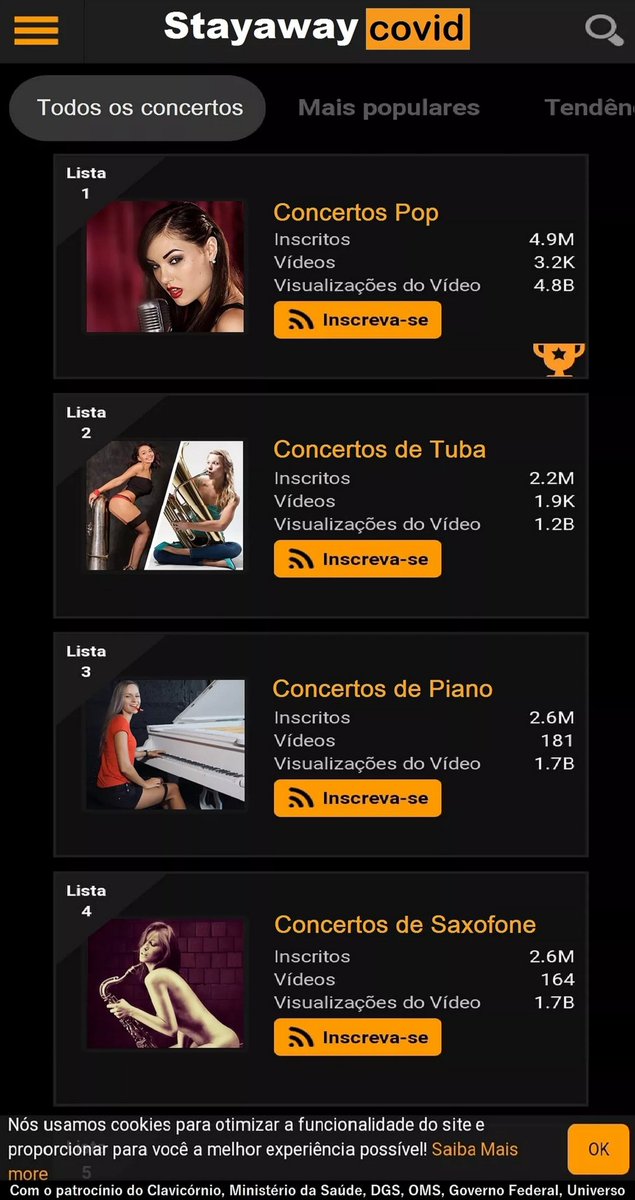 Stayaway covid
Todos os concertos Mais populares Tendên
Lista
1
Concertos Pop
Inscritos 4.9M
Vídeos 3.2K
Visualizações do Vídeo 4.8B
Inscreva-se
Lista
2
Concertos de Tuba
Inscritos 2.2M
Vídeos 1.9K
Visualizações do Vídeo 1.2B
Inscreva-se
Lista
3
Concertos de Piano
Inscritos 2.6M
Vídeos 181
Visualizações do Vídeo 1.7B
Inscreva-se
Lista
4
Concertos de Saxofone
Inscritos 2.6M
Vídeos 164
Visualizações do Vídeo 1.7B
Inscreva-se
Nós usamos cookies para otimizar a funcionalidade do site e
proporcionar para você a melhor experiência possível! Saiba Mais
more
OK
Lista
5
Com o patrocínio do Clavicórnio, Ministério da Saúde, DGS, OMS, Governo Federal, Universo